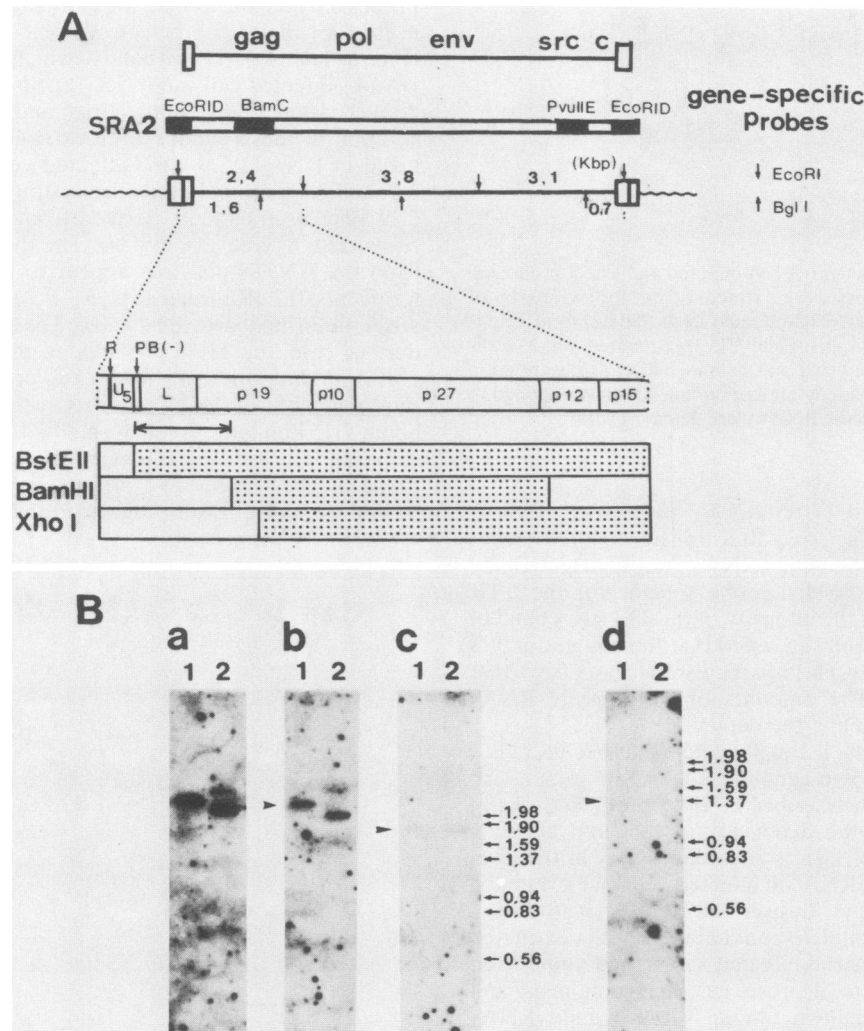 A
gag pol env src c
EcoRID BamC PvuIIE EcoRID
SRA2
gene-specific
probes
(Kbp)
2,4 3,8 3,1
1,6 0,7
EcoRI
Bgl I
R PB(-)
U5 L p19 p10 p27 p12 p15
BstEII
BamHI
Xho I
B
a b c d
1 2 1 2 1 2 1 2
1.98
1.90
1.59
1.37
0.94
0.83
0.56
1.98
1.90
1.59
1.37
0.94
0.83
0.56